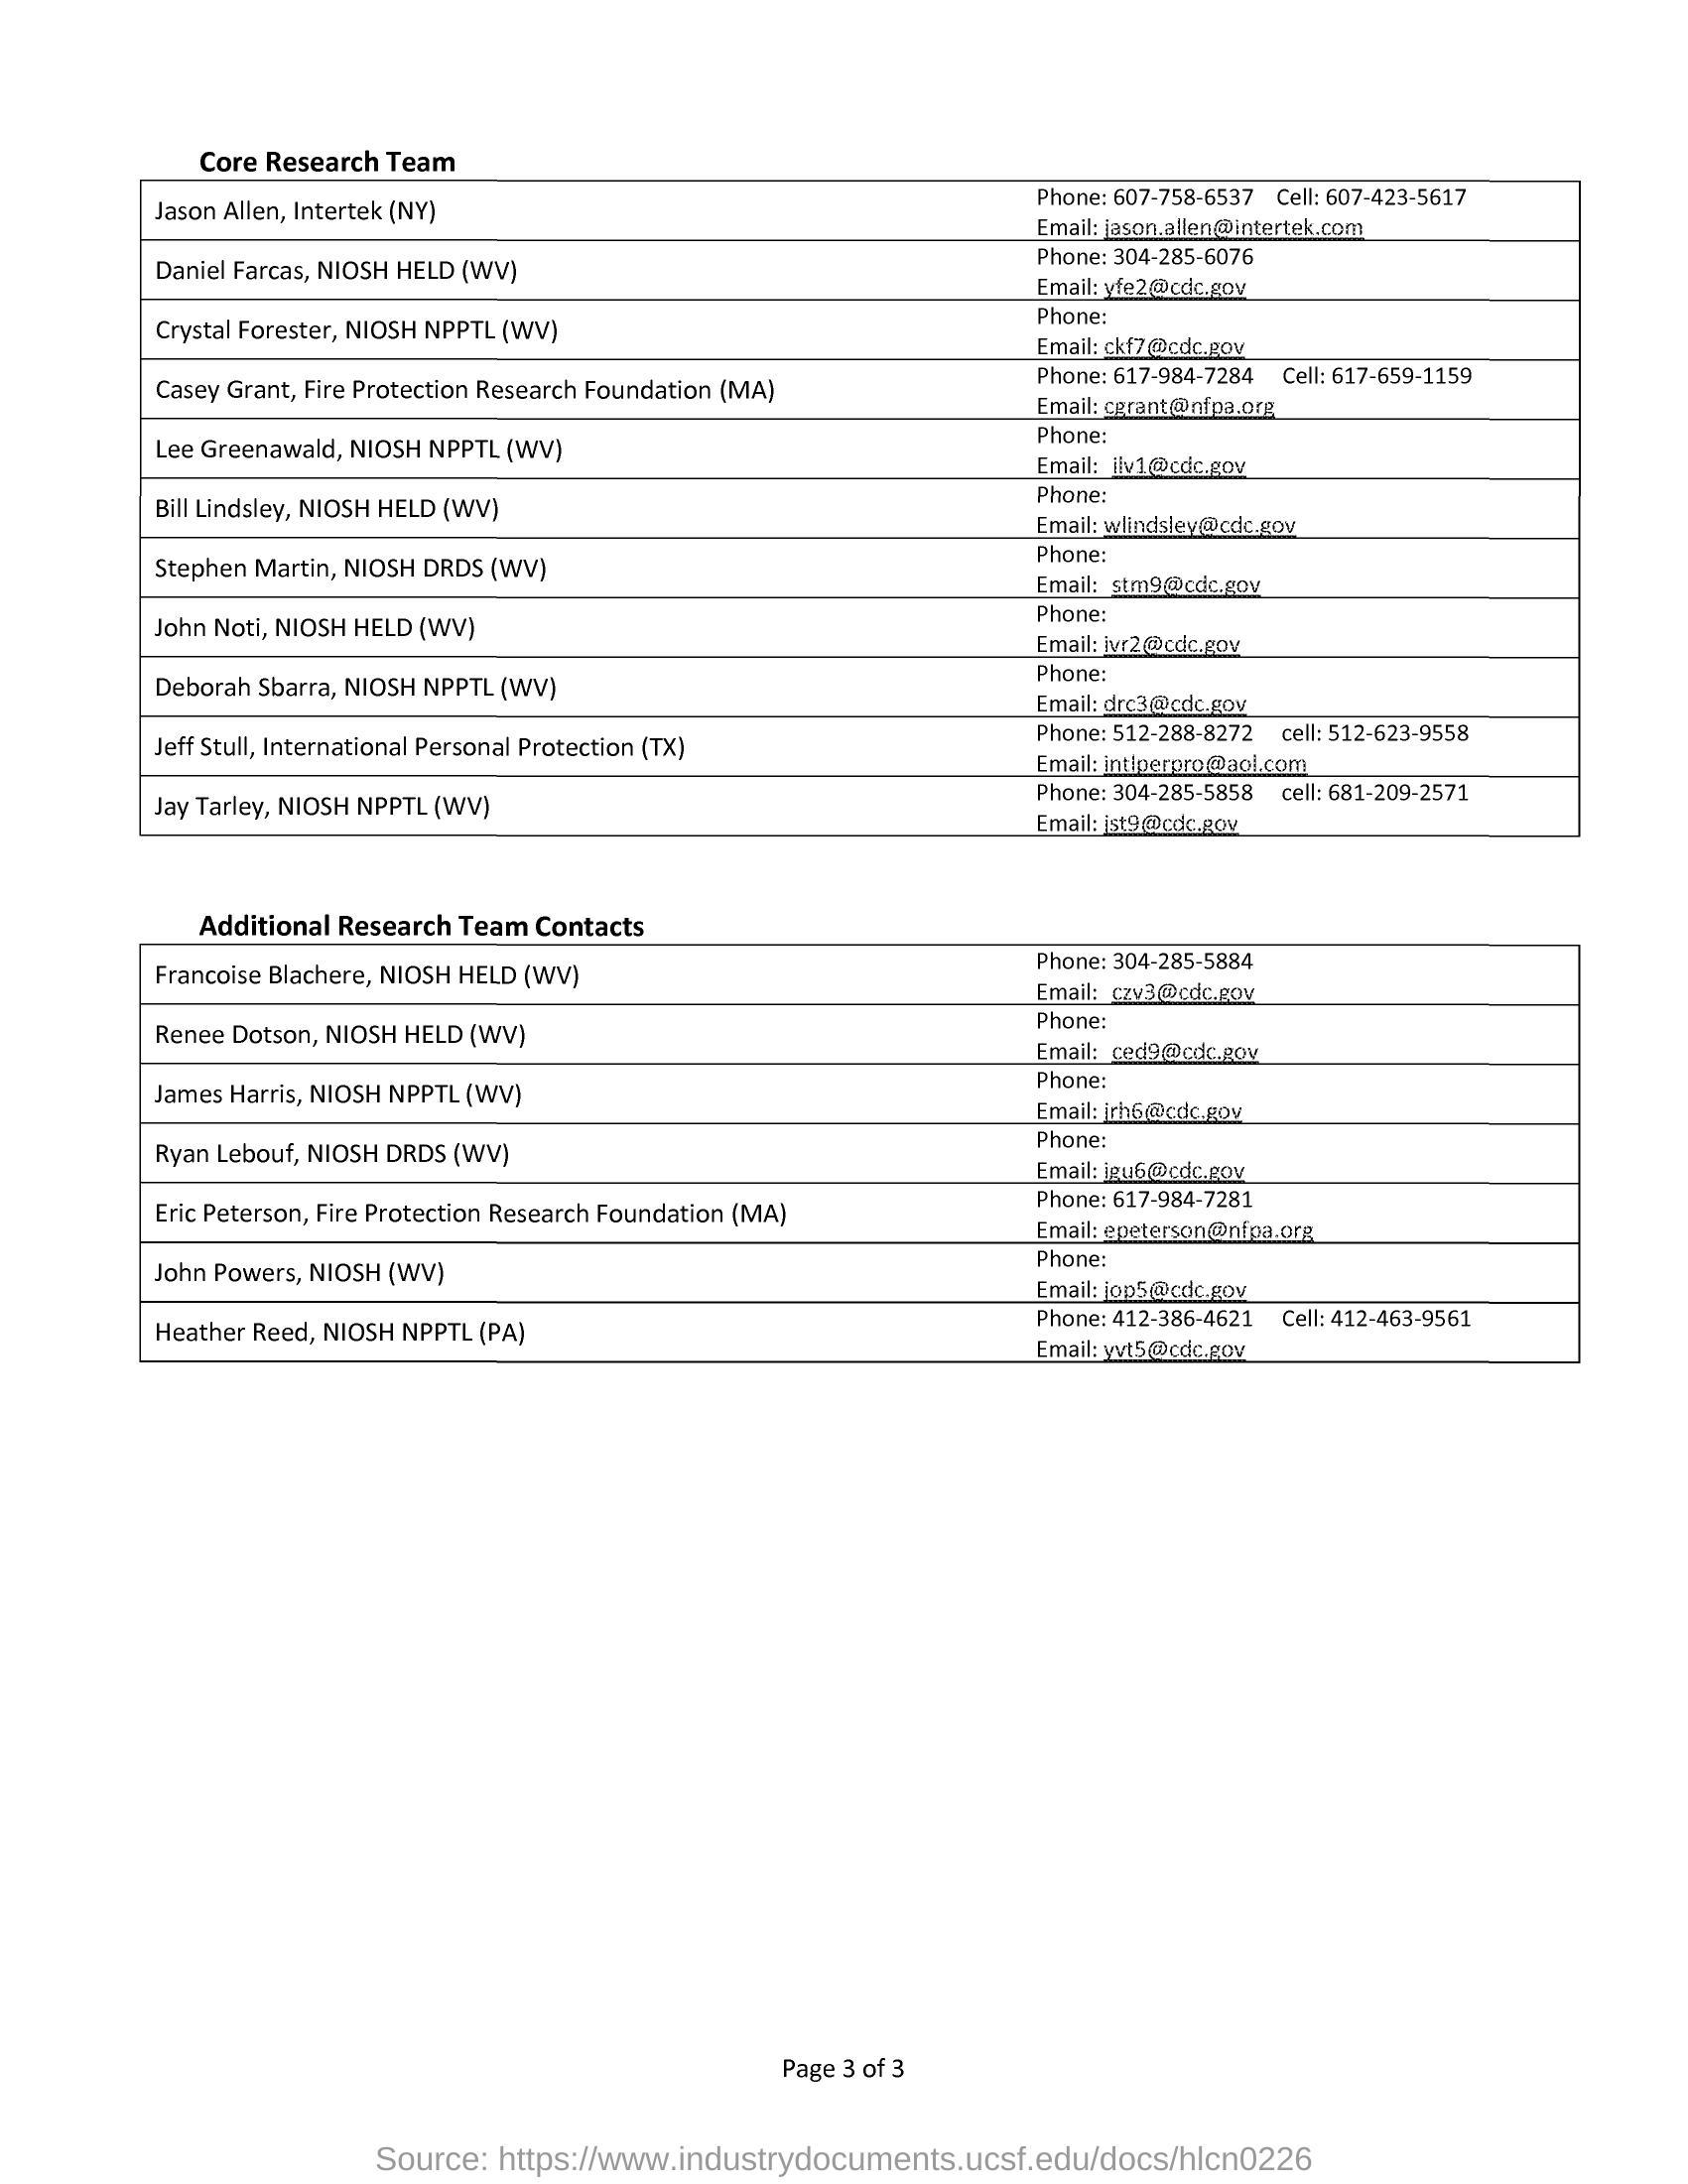 Core Research Team
Jason Allen, Intertek (NY)
Phone: 607-758-6537 Cell: 607-423-5617
Email: jason.allen@intertek.com
Daniel Farcas, NIOSH HELD (WV)
Phone: 304-285-6076
Email: yfe2@cdc.gov
Crystal Forester, NIOSH NPPTL (WV)
Phone:
Email: ckf7@cdc.gov
Casey Grant, Fire Protection Research Foundation (MA)
Phone: 617-984-7284 Cell: 617-659-1159
Email: cgrant@nfpa.org
Lee Greenawald, NIOSH NPPTL (WV)
Phone:
Email:
Bill Lindsley, NIOSH HELD (WV)
Phone:
Email: wlindsley@cdc.gov
Stephen Martin, NIOSH DRDS (WV)
Phone:
Email: stm9@cdc.gov
John Noti, NIOSH HELD (WV)
Phone:
Email:
Deborah Sbarra, NIOSH NPPTL (WV)
Phone:
Email: drc3@cdc.gov
Jeff Stull, International Personal Protection (TX)
Phone: 512-288-8272 cell: 512-623-9558
Email: intlperpro@aol.com
Jay Tarley, NIOSH NPPTL (WV)
Phone: 304-285-5858 cell: 681-209-2571
Email: jst9@cdc.gov
Additional Research Team Contacts
Francoise Blachere, NIOSH HELD (WV)
Phone: 304-285-5884
Email: czv3@cdc.gov
Renee Dotson, NIOSH HELD (WV)
Phone:
Email: ced9@cdc.gov
James Harris, NIOSH NPPTL (WV)
Phone:
Email: jrh6@cdc.gov
Ryan Lebouf, NIOSH DRDS (WV)
Phone:
Email:
Eric Peterson, Fire Protection Research Foundation (MA)
Phone: 617-984-7281
Email: epeterson@nfpa.org
John Powers, NIOSH (WV)
Phone:
Email: jop5@cdc.gov
Heather Reed, NIOSH NPPTL (PA)
Phone: 412-386-4621 Cell: 412-463-9561
Email: yvt5@cdc.gov
Page 3 of 3
Source: https://www.industrydocuments.ucsf.edu/docs/hlcn0226